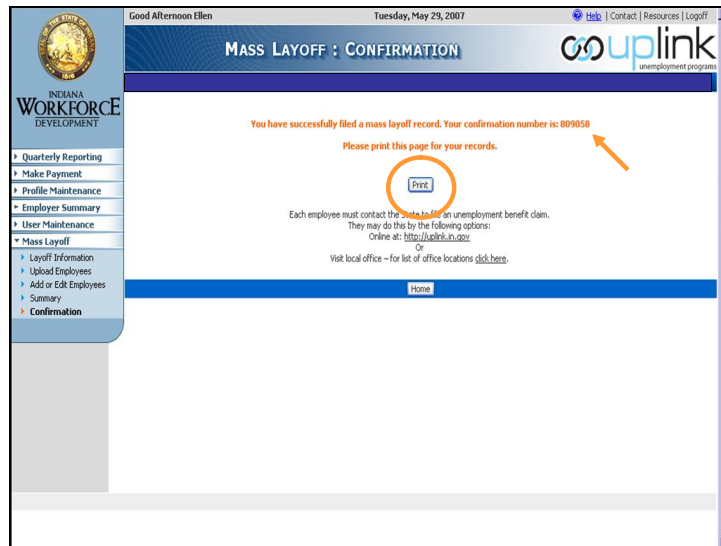 Good Afternoon Ellen
Tuesday, May 29, 2007
Help | Contact | Resources | Logoff
THE STATE OF
1816
MASS LAYOFF : CONFIRMATION
uplink
unemployment programs
INDIANA
WORKFORCE
DEVELOPMENT
You have successfully filed a mass layoff record. Your confirmation number is: 809058
Please print this page for your records.
Quarterly Reporting
Make Payment
Profile Maintenance
Employer Summary
User Maintenance
Mass Layoff
Layoff Information
Upload Employees
Add or Edit Employees
Summary
Confirmation
Print
Each employee must contact the State to file an unemployment benefit claim.
They may do this by the following options:
Online at: http://uplink.in.gov
Or
Visit local office – for list of office locations click here.
Home